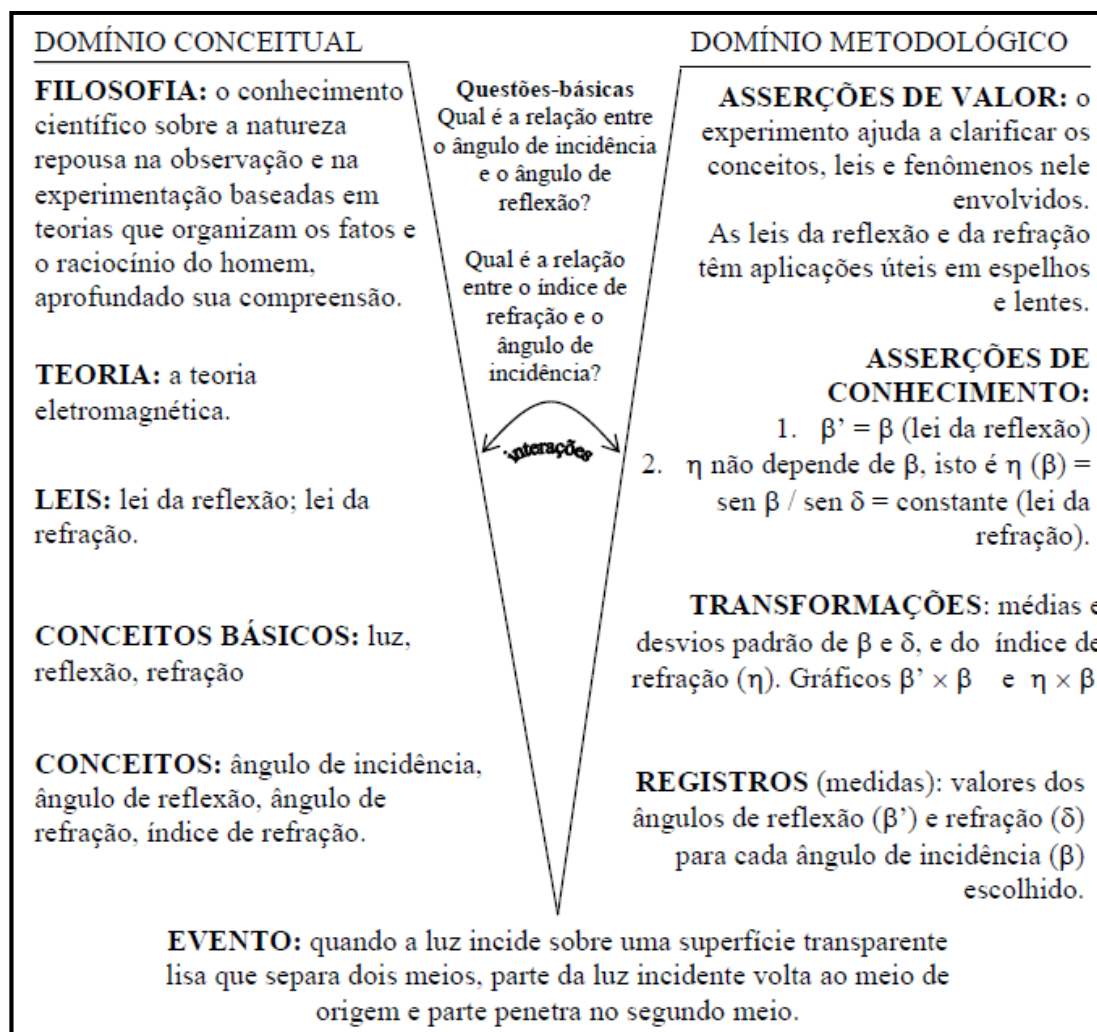 DOMÍNIO CONCEITUAL
FILOSOFIA: o conhecimento
científico sobre a natureza
repousa na observação e na
experimentação baseadas em
teorias que organizam os fatos e
o raciocínio do homem,
aprofundado sua compreensão.
TEORIA: a teoria
eletromagnética.
LEIS: lei da reflexão; lei da
refração.
CONCEITOS BÁSICOS: luz,
reflexão, refração
CONCEITOS: ângulo de incidência,
ângulo de reflexão, ângulo de
refração, índice de refração.
Questões-básicas
Qual é a relação entre
o ângulo de incidência
e o ângulo de
reflexão?
Qual é a relação
entre o índice de
refração e o
ângulo de
incidência?
interações
DOMÍNIO METODOLÓGICO
ASSERÇÕES DE VALOR: o
experimento ajuda a clarificar os
conceitos, leis e fenômenos nele
envolvidos.
As leis da reflexão e da refração
têm aplicações úteis em espelhos
e lentes.
ASSERÇÕES DE
CONHECIMENTO:
1. β’ = β (lei da reflexão)
2. η não depende de β, isto é η (β) =
sen β / sen δ = constante (lei da
refração).
TRANSFORMAÇÕES: médias e
desvios padrão de β e δ, e do índice de
refração (η). Gráficos β’ × β e η × β
REGISTROS (medidas): valores dos
ângulos de reflexão (β’) e refração (δ)
para cada ângulo de incidência (β)
escolhido.
EVENTO: quando a luz incide sobre uma superfície transparente
lisa que separa dois meios, parte da luz incidente volta ao meio de
origem e parte penetra no segundo meio.